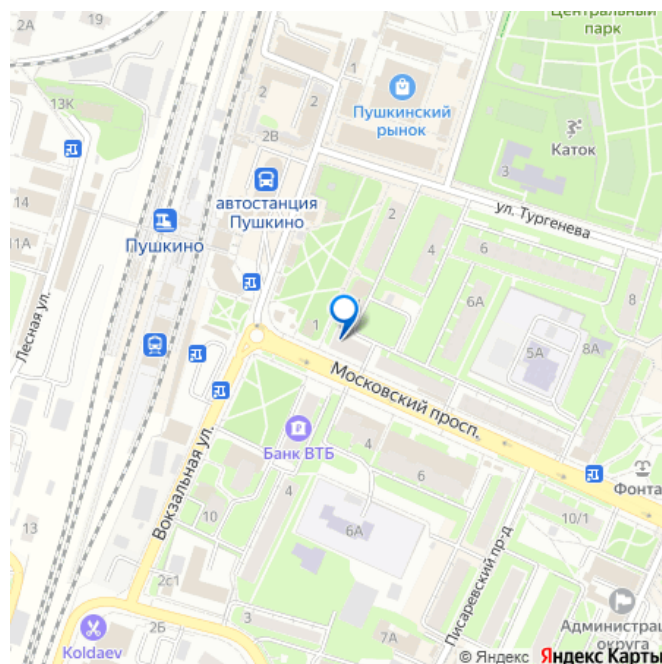 Центральный
парк
2А
1
2
2
2В
13К
Пушкинский
рынок
Каток
3
автостанция
Пушкино
14
Пушкино
11А
ул. Тургенева
2
4
6
6А
8
Лесная ул.
1
5А
8А
Московский просп.
Банк ВТБ
4
6
4
Вокзальная ул.
10
6А
13
10/1
Фонта
Писаревский пр-д
2с1
2Б
3
7А
Koldaev
Администрац
округа
© Яндекс Яндекс Карты